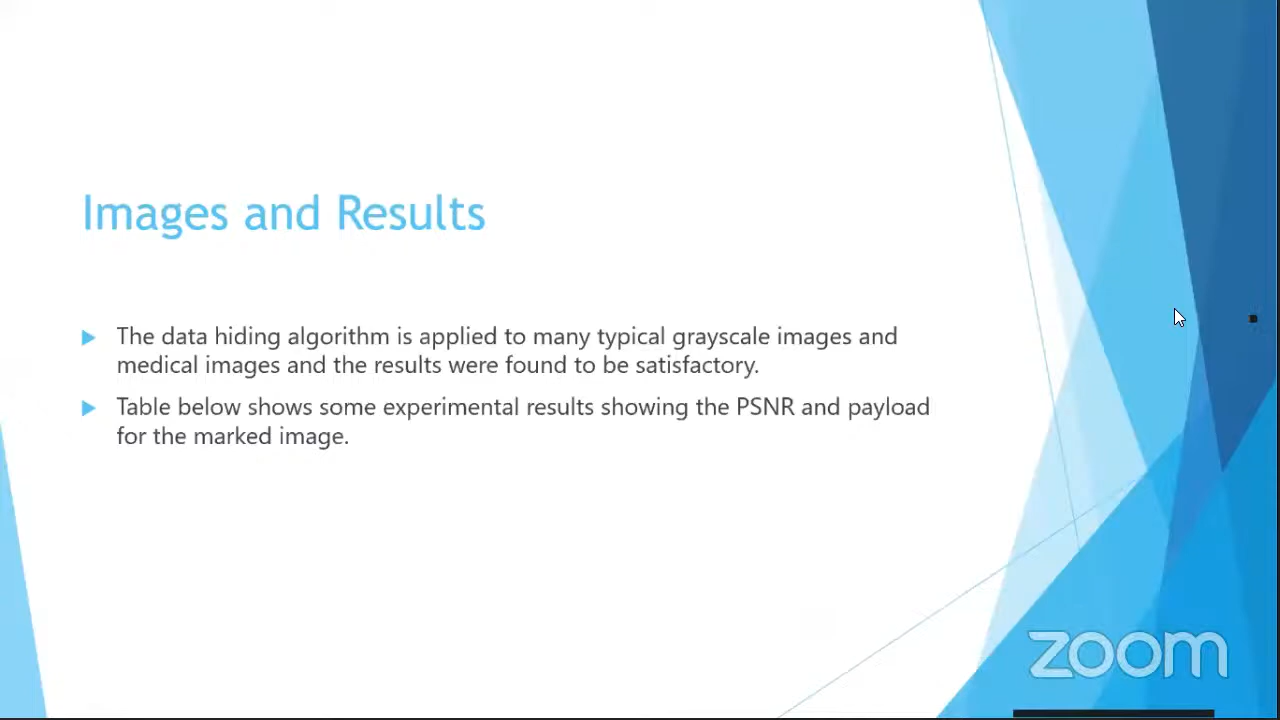 Images and Results
The data hiding algorithm is applied to many typical grayscale images and
medical images and the results were found to be satisfactory.
Table below shows some experimental results showing the PSNR and payload
for the marked image.
zoom